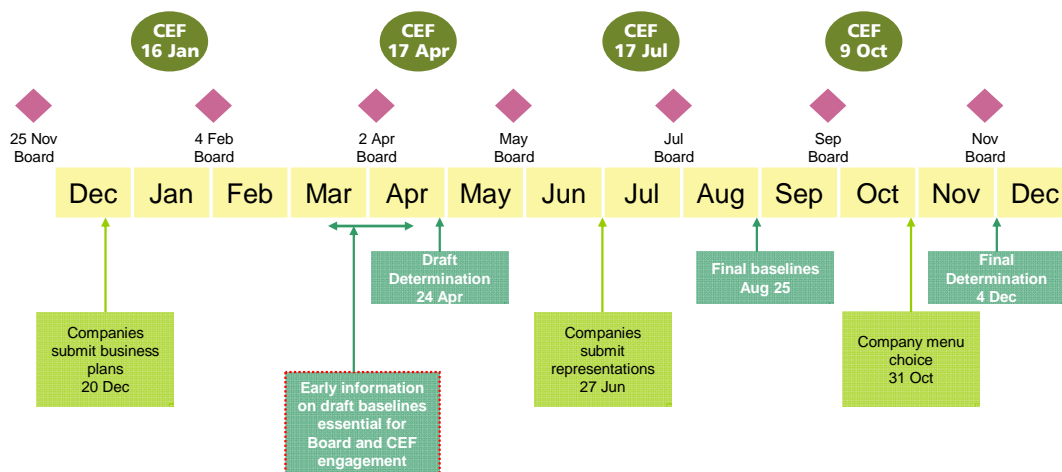 CEF
16 Jan
CEF
17 Apr
CEF
17 Jul
CEF
9 Oct
25 Nov
Board
4 Feb
Board
2 Apr
Board
May
Board
Jul
Board
Sep
Board
Nov
Board
Dec
Jan
Feb
Mar
Apr
May
Jun
Jul
Aug
Sep
Oct
Nov
Dec
Draft
Determination
24 Apr
Final baselines
Aug 25
Final
Determination
4 Dec
Companies
submit business
plans
20 Dec
Companies
submit
representations
27 Jun
Company menu
choice
31 Oct
Early information
on draft baselines
essential for
Board and CEF
engagement